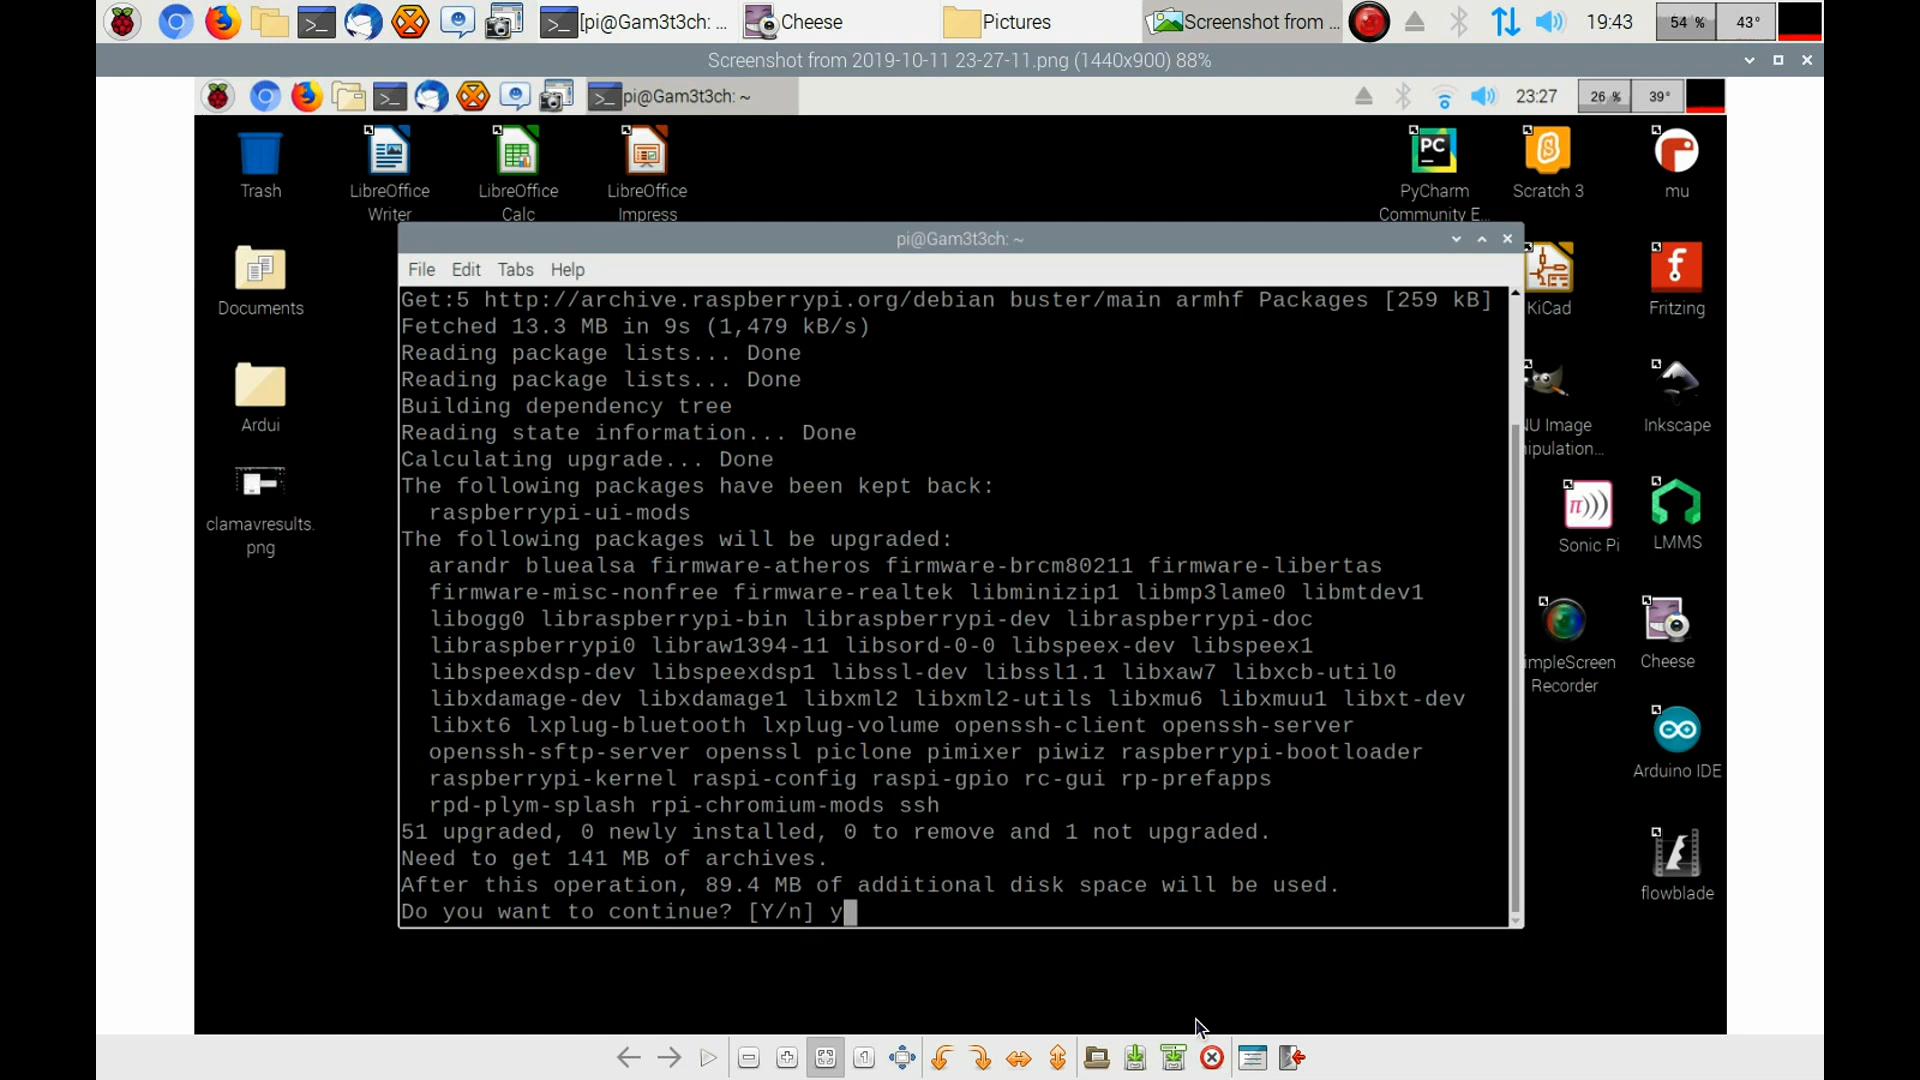 [pi@Gam3t3ch: ... Cheese Pictures Screenshot from ... 19:43 54 % 43°
Screenshot from 2019-10-11 23-27-11.png (1440x900) 88%
pi@Gam3t3ch: ~ 23:27 26 % 39°
Trash
LibreOffice
Writer
LibreOffice
Calc
LibreOffice
Impress
PyCharm
Community E...
Scratch 3
mu
pi@Gam3t3ch: ~
File Edit Tabs Help
Get:5 http://archive.raspberrypi.org/debian buster/main armhf Packages [259 kB]
Fetched 13.3 MB in 9s (1,479 kB/s)
Reading package lists... Done
Reading package lists... Done
Building dependency tree
Reading state information... Done
Calculating upgrade... Done
The following packages have been kept back:
raspberrypi-ui-mods
The following packages will be upgraded:
arandr bluealsa firmware-atheros firmware-brcm80211 firmware-libertas
firmware-misc-nonfree firmware-realtek libminizip1 libmp3lame0 libmtdev1
libogg0 libraspberrypi-bin libraspberrypi-dev libraspberrypi-doc
libraspberrypi0 libraw1394-11 libsord-0-0 libspeex-dev libspeex1
libspeexdsp-dev libspeexdsp1 libssl-dev libssl1.1 libxaw7 libxcb-util0
libxdamage-dev libxdamage1 libxml2 libxml2-utils libxmu6 libxmuu1 libxt-dev
libxt6 lxplug-bluetooth lxplug-volume openssh-client openssh-server
openssh-sftp-server openssl piclone pimixer piwiz raspberrypi-bootloader
raspberrypi-kernel raspi-config raspi-gpio rc-gui rp-prefapps
rpd-plym-splash rpi-chromium-mods ssh
51 upgraded, 0 newly installed, 0 to remove and 1 not upgraded.
Need to get 141 MB of archives.
After this operation, 89.4 MB of additional disk space will be used.
Do you want to continue? [Y/n] y
Documents
Ardui
clamavresults.
png
KiCad
Fritzing
NU Image
ipulation...
Inkscape
Sonic Pi
LMMS
impleScreen
Recorder
Cheese
Arduino IDE
flowblade